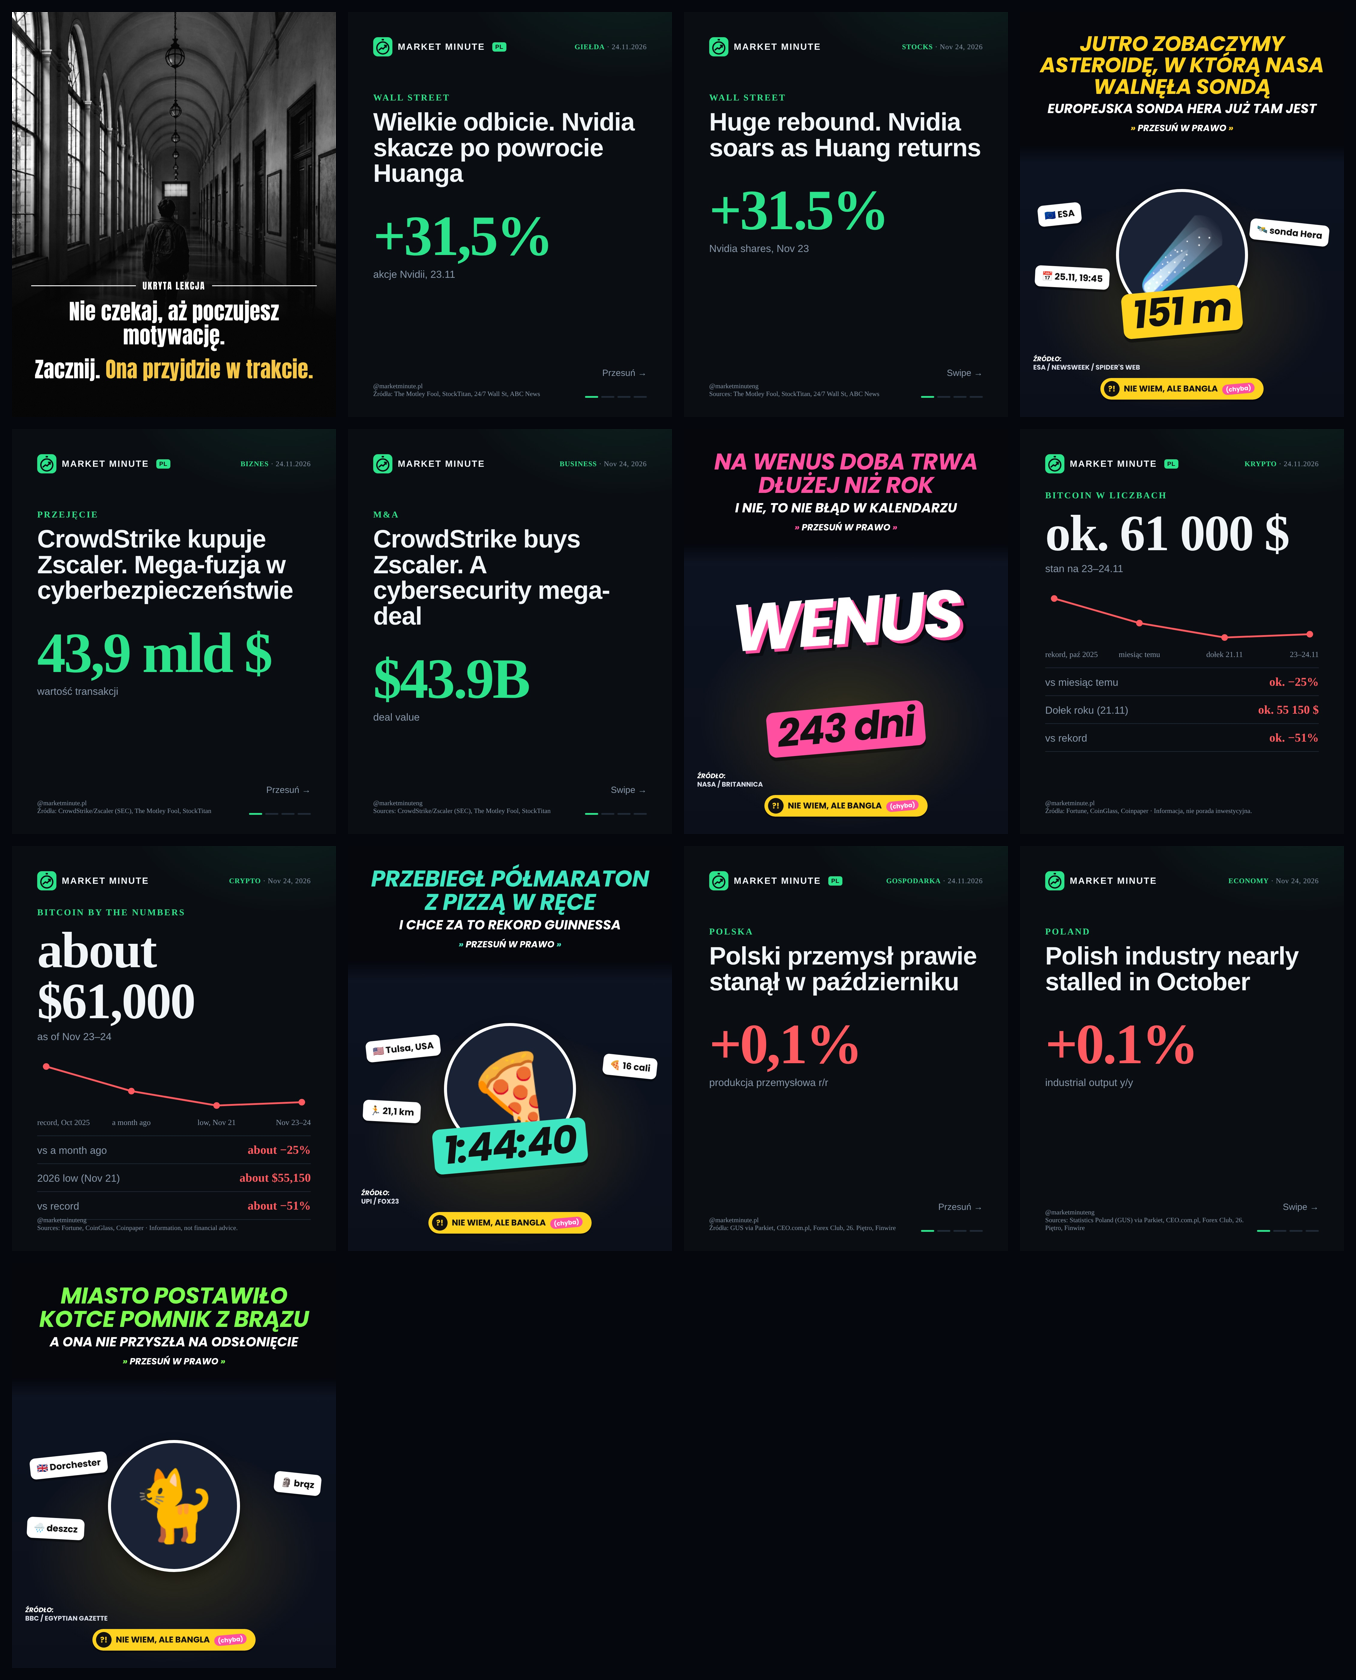 UKRYTA LEKCJA
Nie czekaj, aż poczujesz
motywację.
Zacznij. Ona przyjdzie w trakcie.
MARKET MINUTE PL
GIEŁDA · 24.11.2026
WALL STREET
Wielkie odbicie. Nvidia
skacze po powrocie
Huanga
+31,5%
akcje Nvidii, 23.11
Przesuń →
@marketminute.pl
Źródła: The Motley Fool, StockTitan, 24/7 Wall St, ABC News
MARKET MINUTE
STOCKS · Nov 24, 2026
WALL STREET
Huge rebound. Nvidia
soars as Huang returns
+31.5%
Nvidia shares, Nov 23
Swipe →
@marketminuteng
Sources: The Motley Fool, StockTitan, 24/7 Wall St, ABC News
JUTRO ZOBACZYMY
ASTEROIDĘ, W KTÓRĄ NASA
WALNĘŁA SONDĄ
EUROPEJSKA SONDA HERA JUŻ TAM JEST
» PRZESUŃ W PRAWO »
ESA
sonda Hera
25.11, 19:45
151 m
ŹRÓDŁO:
ESA / NEWSWEEK / SPIDER'S WEB
?! NIE WIEM, ALE BANGLA (chyba)
MARKET MINUTE PL
BIZNES · 24.11.2026
PRZEJĘCIE
CrowdStrike kupuje
Zscaler. Mega-fuzja w
cyberbezpieczeństwie
43,9 mld $
wartość transakcji
Przesuń →
@marketminute.pl
Źródła: CrowdStrike/Zscaler (SEC), The Motley Fool, StockTitan
MARKET MINUTE
BUSINESS · Nov 24, 2026
M&A
CrowdStrike buys
Zscaler. A
cybersecurity mega-
deal
$43.9B
deal value
Swipe →
@marketminuteng
Sources: CrowdStrike/Zscaler (SEC), The Motley Fool, StockTitan
NA WENUS DOBA TRWA
DŁUŻEJ NIŻ ROK
I NIE, TO NIE BŁĄD W KALENDARZU
» PRZESUŃ W PRAWO »
WENUS
243 dni
ŹRÓDŁO:
NASA / BRITANNICA
?! NIE WIEM, ALE BANGLA (chyba)
MARKET MINUTE PL
KRYPTO · 24.11.2026
BITCOIN W LICZBACH
ok. 61 000 $
stan na 23–24.11
rekord, paź 2025 miesiąc temu dołek 21.11 23–24.11
vs miesiąc temu ok. −25%
Dołek roku (21.11) ok. 55 150 $
vs rekord ok. −51%
@marketminute.pl
Źródła: Fortune, CoinGlass, Coinpaper · Informacja, nie porada inwestycyjna.
MARKET MINUTE
CRYPTO · Nov 24, 2026
BITCOIN BY THE NUMBERS
about
$61,000
as of Nov 23–24
record, Oct 2025 a month ago low, Nov 21 Nov 23–24
vs a month ago about −25%
2026 low (Nov 21) about $55,150
vs record about −51%
@marketminuteng
Sources: Fortune, CoinGlass, Coinpaper · Information, not financial advice.
PRZEBIEGŁ PÓŁMARATON
Z PIZZĄ W RĘCE
I CHCE ZA TO REKORD GUINNESSA
» PRZESUŃ W PRAWO »
Tulsa, USA
16 cali
21,1 km
1:44:40
ŹRÓDŁO:
UPI / FOX23
?! NIE WIEM, ALE BANGLA (chyba)
MARKET MINUTE PL
GOSPODARKA · 24.11.2026
POLSKA
Polski przemysł prawie
stanął w październiku
+0,1%
produkcja przemysłowa r/r
Przesuń →
@marketminute.pl
Źródła: GUS via Parkiet, CEO.com.pl, Forex Club, 26. Piętro, Finwire
MARKET MINUTE
ECONOMY · Nov 24, 2026
POLAND
Polish industry nearly
stalled in October
+0.1%
industrial output y/y
Swipe →
@marketminuteng
Sources: Statistics Poland (GUS) via Parkiet, CEO.com.pl, Forex Club, 26.
Piętro, Finwire
MIASTO POSTAWIŁO
KOTCE POMNIK Z BRĄZU
A ONA NIE PRZYSZŁA NA ODSŁONIĘCIE
» PRZESUŃ W PRAWO »
Dorchester
brąz
deszcz
ŹRÓDŁO:
BBC / EGYPTIAN GAZETTE
?! NIE WIEM, ALE BANGLA (chyba)